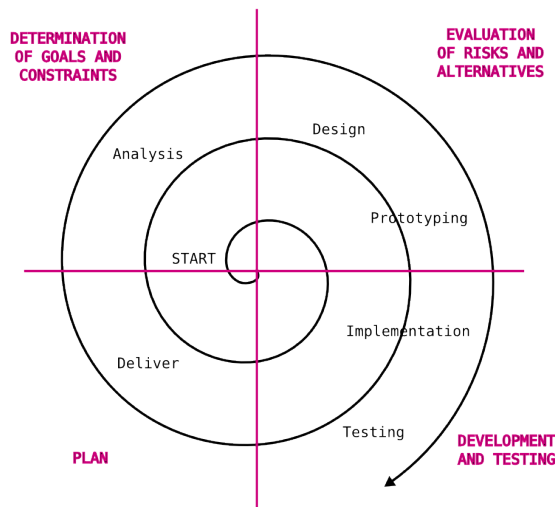 DETERMINATION
OF GOALS AND
CONSTRAINTS
EVALUATION
OF RISKS AND
ALTERNATIVES
Design
Analysis
Prototyping
START
Implementation
Deliver
Testing
PLAN
DEVELOPMENT
AND TESTING